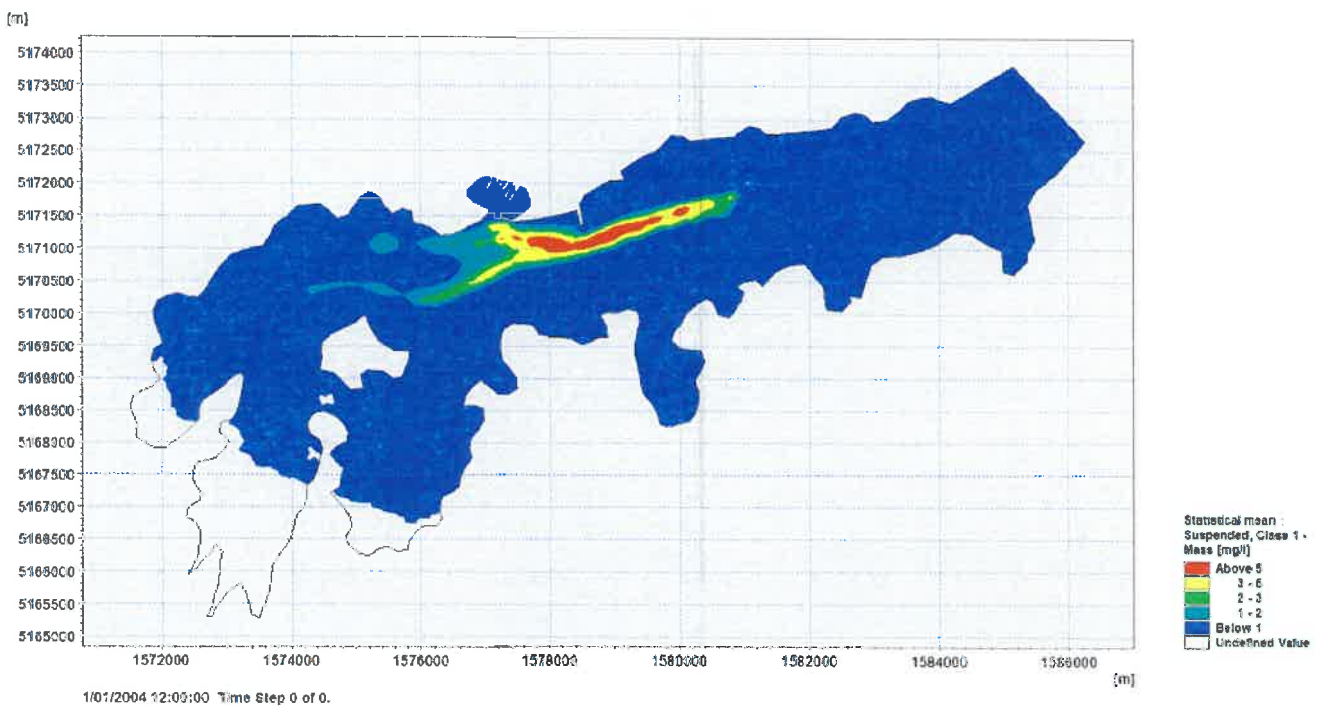 [m]
5174000
5173500
5173000
5172500
5172000
5171500
5171000
5170500
5170000
5169500
5169000
5168500
5168000
5167500
5167000
5166500
5166000
5165500
5165000
1572000
1574000
1576000
1578000
1580000
1582000
1584000
1586000
[m]
1/01/2004 12:00:00 Time Step 0 of 0.
Statistical mean :
Suspended, Class 1 -
Mass [mg/l]
Above 5
3 - 5
2 - 3
1 - 2
Below 1
Undefined Value